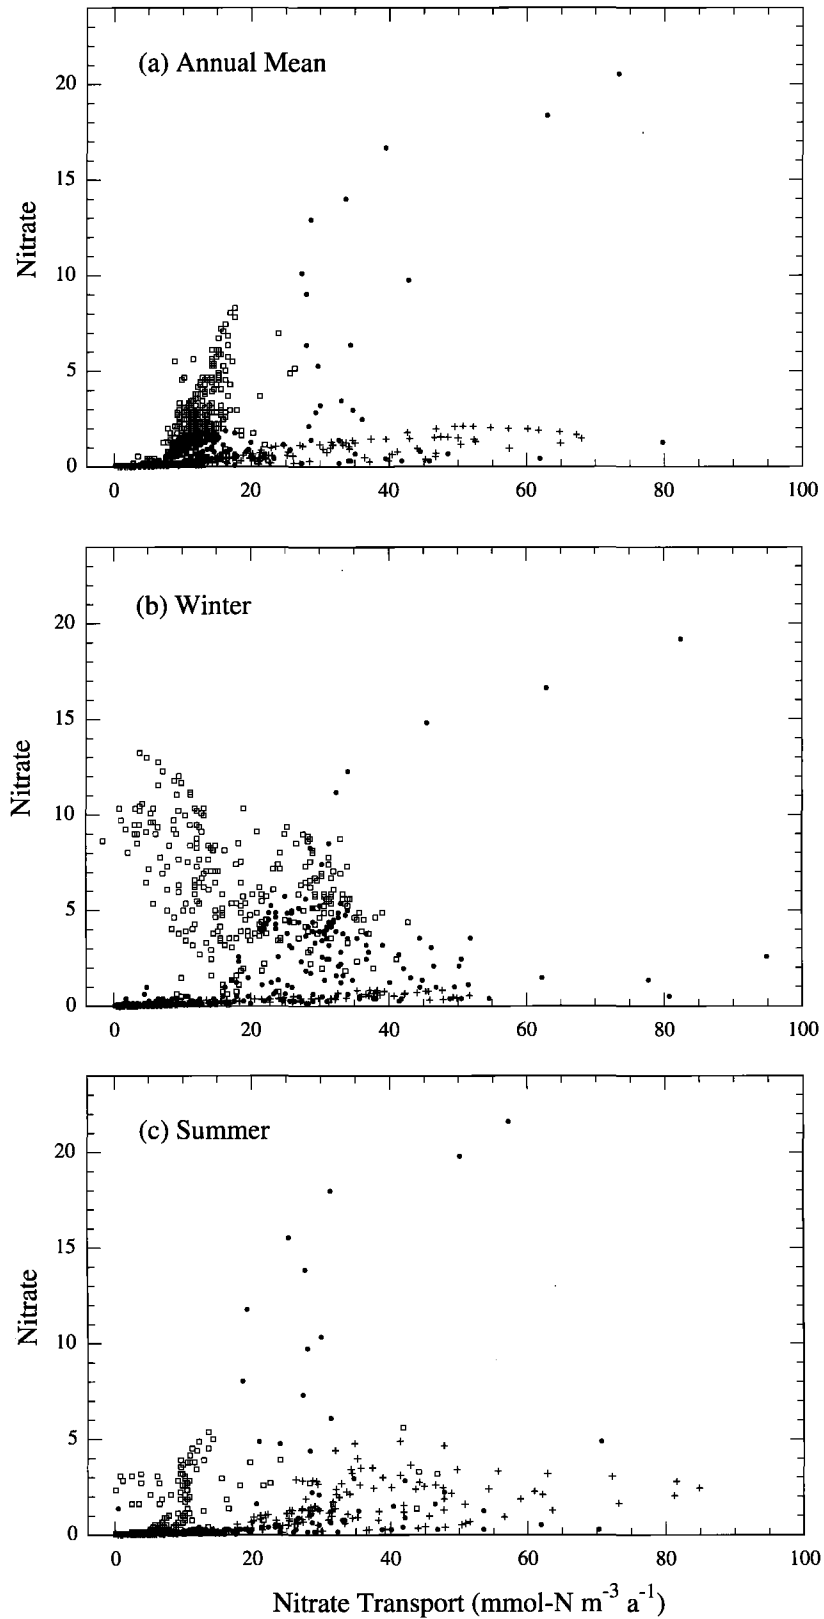 (a) Annual Mean
Nitrate
20
15
10
5
0
0 20 40 60 80 100
(b) Winter
Nitrate
20
15
10
5
0
0 20 40 60 80 100
(c) Summer
Nitrate
20
15
10
5
0
0 20 40 60 80 100
Nitrate Transport (mmol-N m⁻³ a⁻¹)